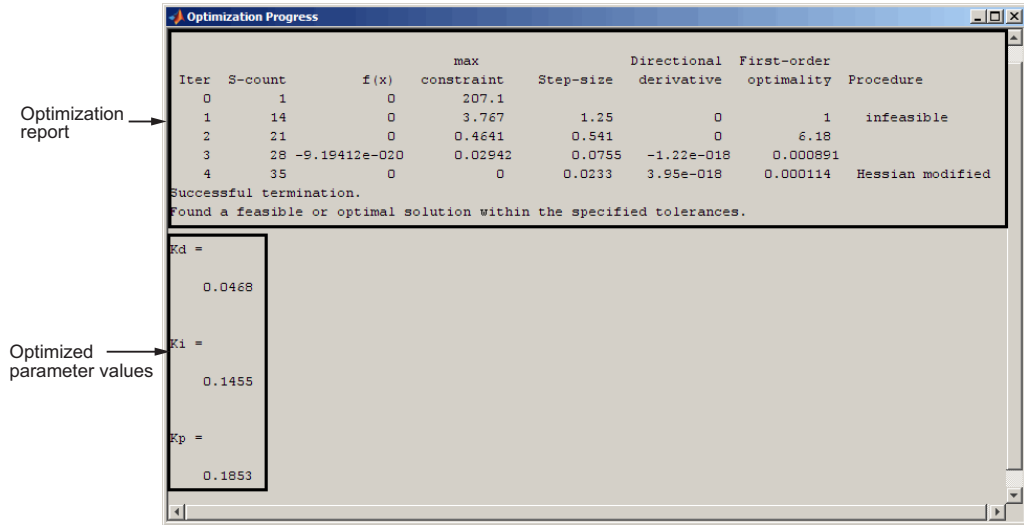 Optimization Progress
max Directional First-order
Iter S-count f(x) constraint Step-size derivative optimality Procedure
0 1 0 207.1
1 14 0 3.767 1.25 0 1 infeasible
2 21 0 0.4641 0.541 0 6.18
3 28 -9.19412e-020 0.02942 0.0755 -1.22e-018 0.000891
4 35 0 0 0.0233 3.95e-018 0.000114 Hessian modified
Successful termination.
Found a feasible or optimal solution within the specified tolerances.
Optimization
report
Kd =
0.0468
Ki =
0.1455
Kp =
0.1853
Optimized
parameter values